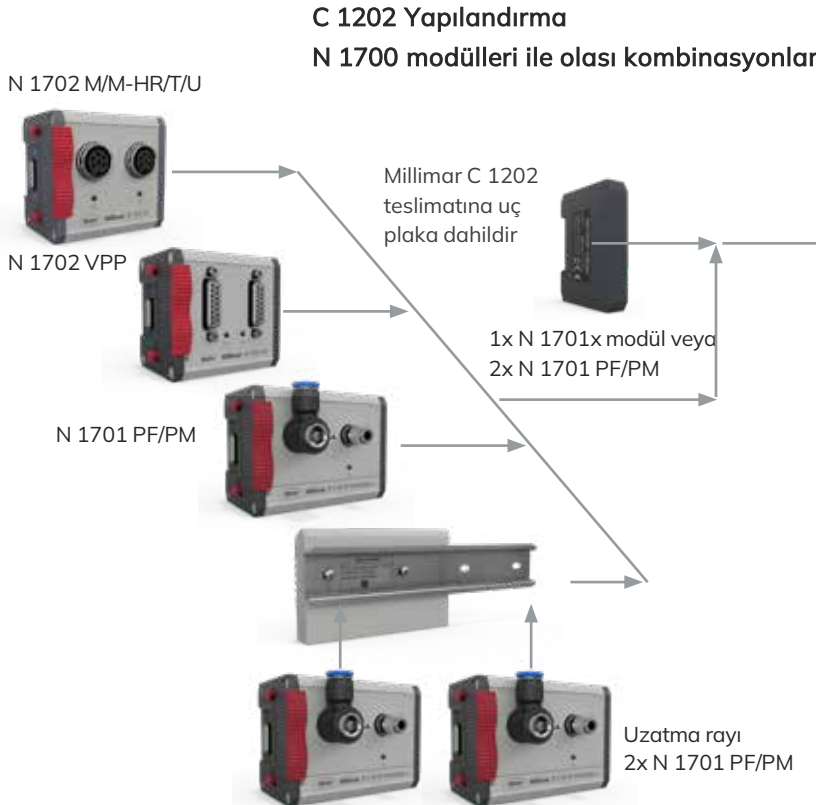 C 1202 Yapılandırma
N 1700 modülleri ile olası kombinasyonlar
N 1702 M/M-HR/T/U
Millimar C 1202
teslimatına uç
plaka dahildir
N 1702 VPP
1x N 1701x modül veya
2x N 1701 PF/PM
N 1701 PF/PM
Uzatma rayı
2x N 1701 PF/PM